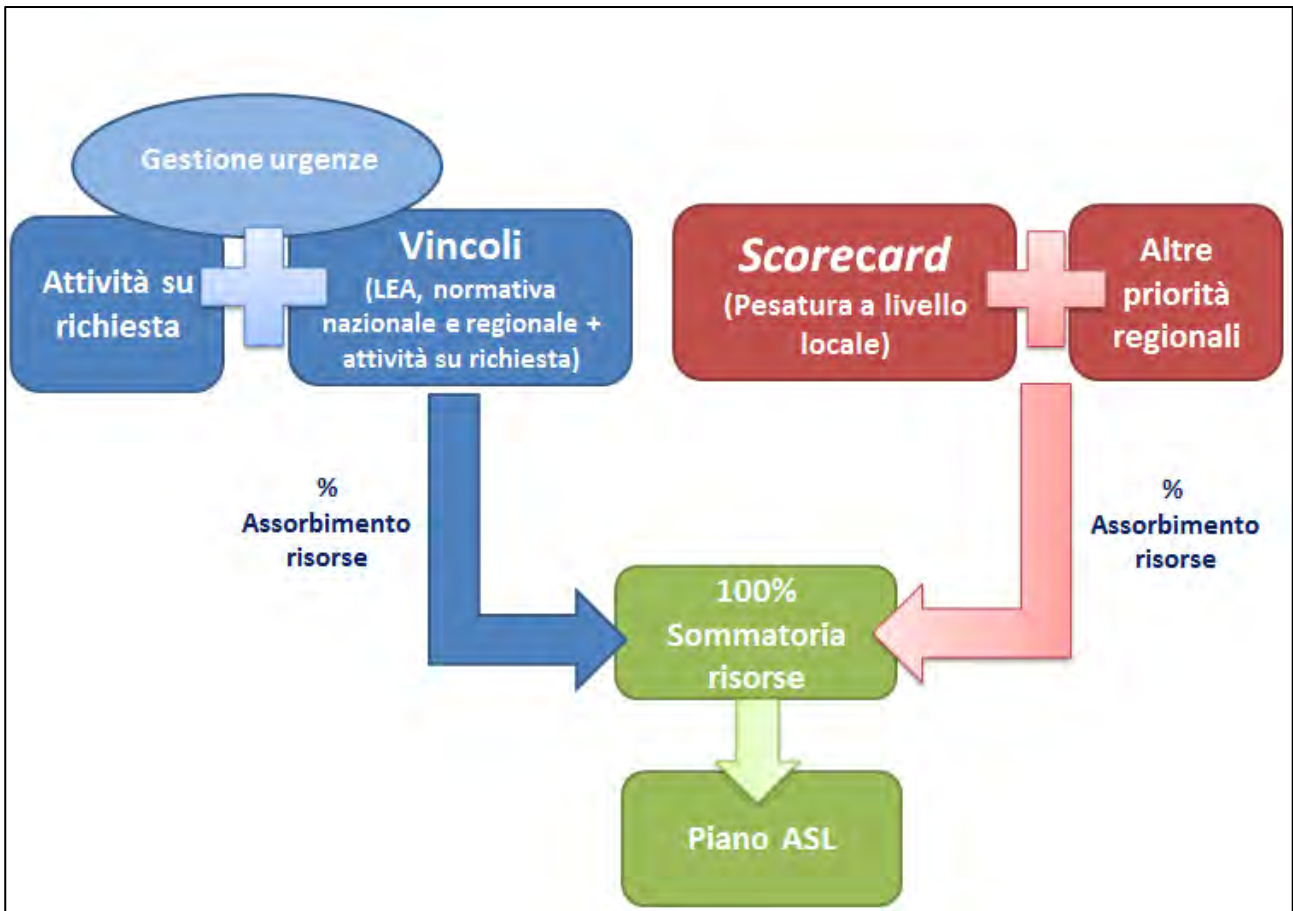 Gestione urgenze
Attività su
richiesta
Vincoli
(LEA, normativa
nazionale e regionale +
attività su richiesta)
Scorecard
(Pesatura a livello
locale)
Altre
priorità
regionali
%
Assorbimento
risorse
%
Assorbimento
risorse
100%
Sommatoria
risorse
Piano ASL